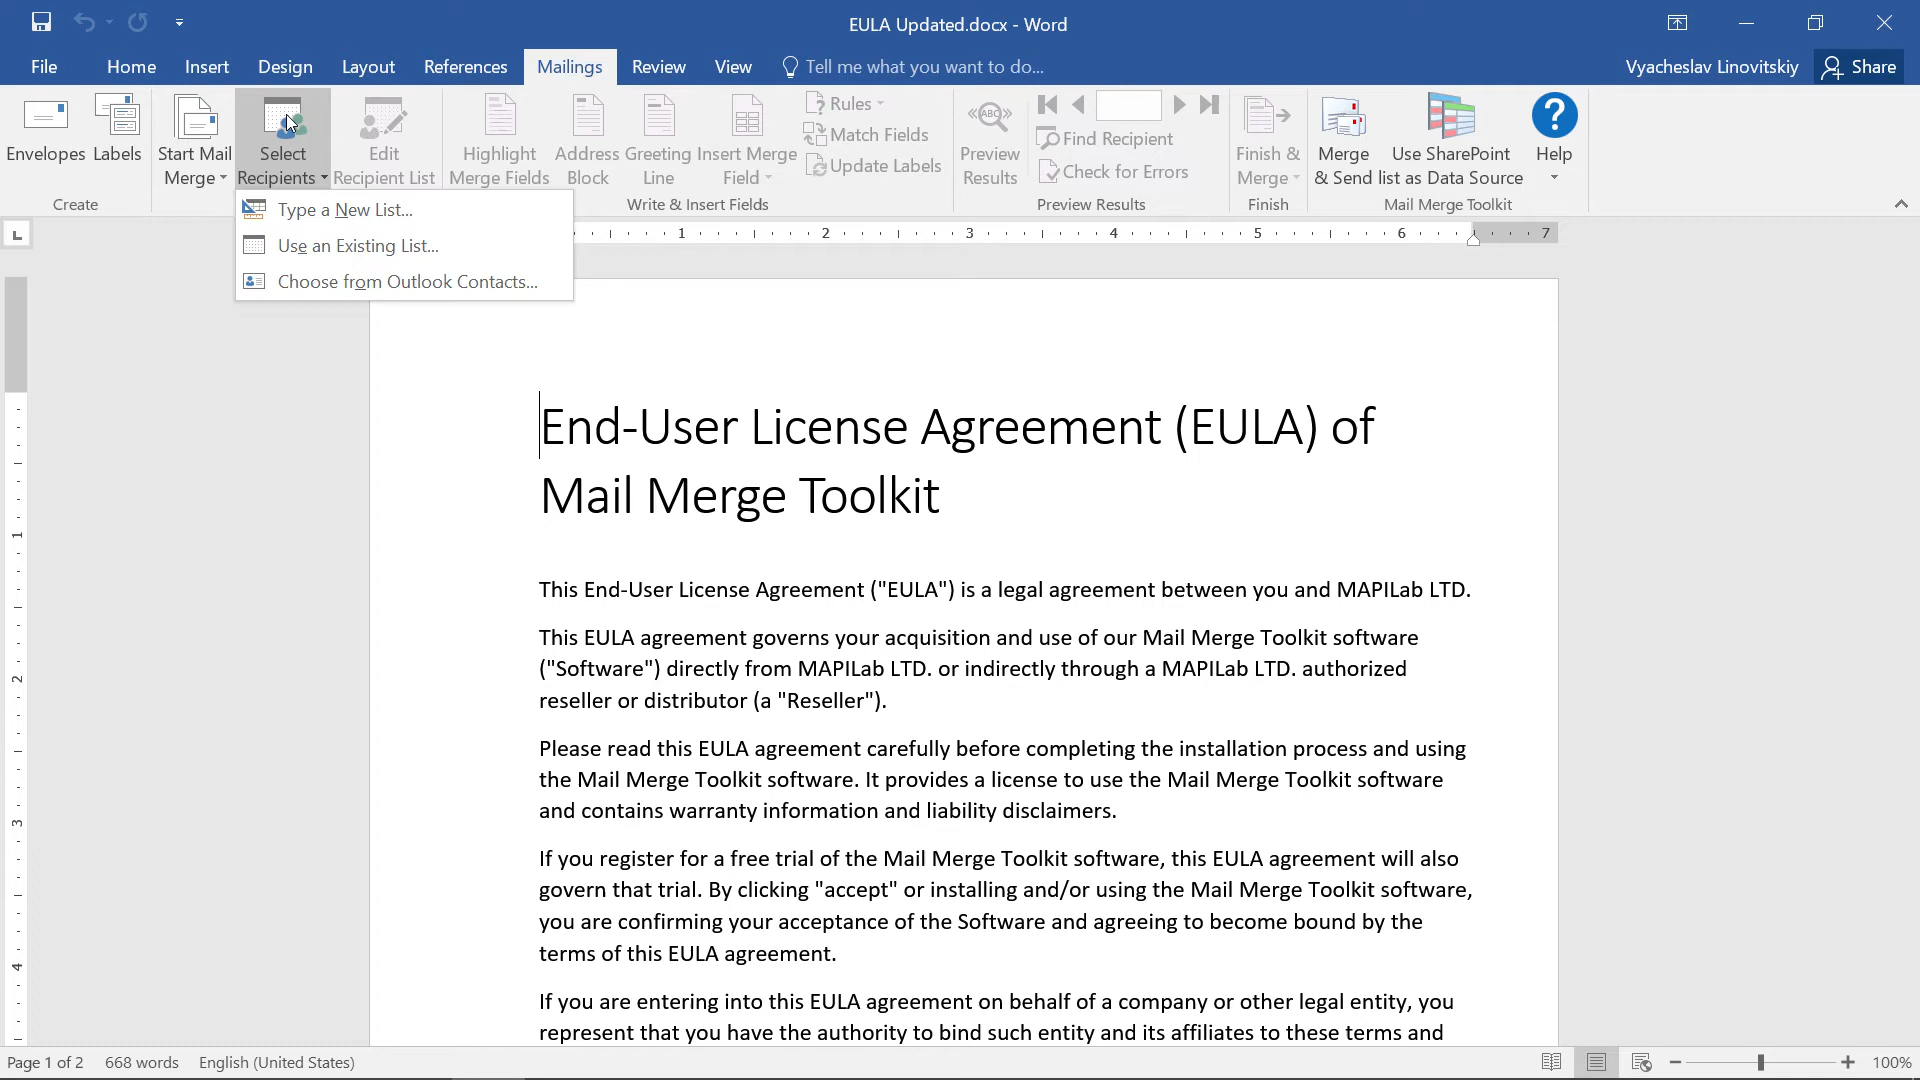 EULA Updated.docx - Word
File Home Insert Design Layout References Mailings Review View Tell me what you want to do... Vyacheslav Linovitskiy Share
Envelopes
Labels
Start Mail
Merge
Select
Recipients
Edit
Recipient List
Highlight
Merge Fields
Address
Block
Greeting
Line
Insert Merge
Field
Rules
Match Fields
Update Labels
Preview
Results
Find Recipient
Check for Errors
Finish &
Merge
Merge
& Send
Use SharePoint
list as Data Source
Help
Create
Write & Insert Fields
Preview Results
Finish
Mail Merge Toolkit
Type a New List...
Use an Existing List...
Choose from Outlook Contacts...
L
1 2 3 4 5 6 7
1
2
3
4
End-User License Agreement (EULA) of
Mail Merge Toolkit
This End-User License Agreement ("EULA") is a legal agreement between you and MAPILab LTD.
This EULA agreement governs your acquisition and use of our Mail Merge Toolkit software
("Software") directly from MAPILab LTD. or indirectly through a MAPILab LTD. authorized
reseller or distributor (a "Reseller").
Please read this EULA agreement carefully before completing the installation process and using
the Mail Merge Toolkit software. It provides a license to use the Mail Merge Toolkit software
and contains warranty information and liability disclaimers.
If you register for a free trial of the Mail Merge Toolkit software, this EULA agreement will also
govern that trial. By clicking "accept" or installing and/or using the Mail Merge Toolkit software,
you are confirming your acceptance of the Software and agreeing to become bound by the
terms of this EULA agreement.
If you are entering into this EULA agreement on behalf of a company or other legal entity, you
represent that you have the authority to bind such entity and its affiliates to these terms and
Page 1 of 2 668 words English (United States) 100%